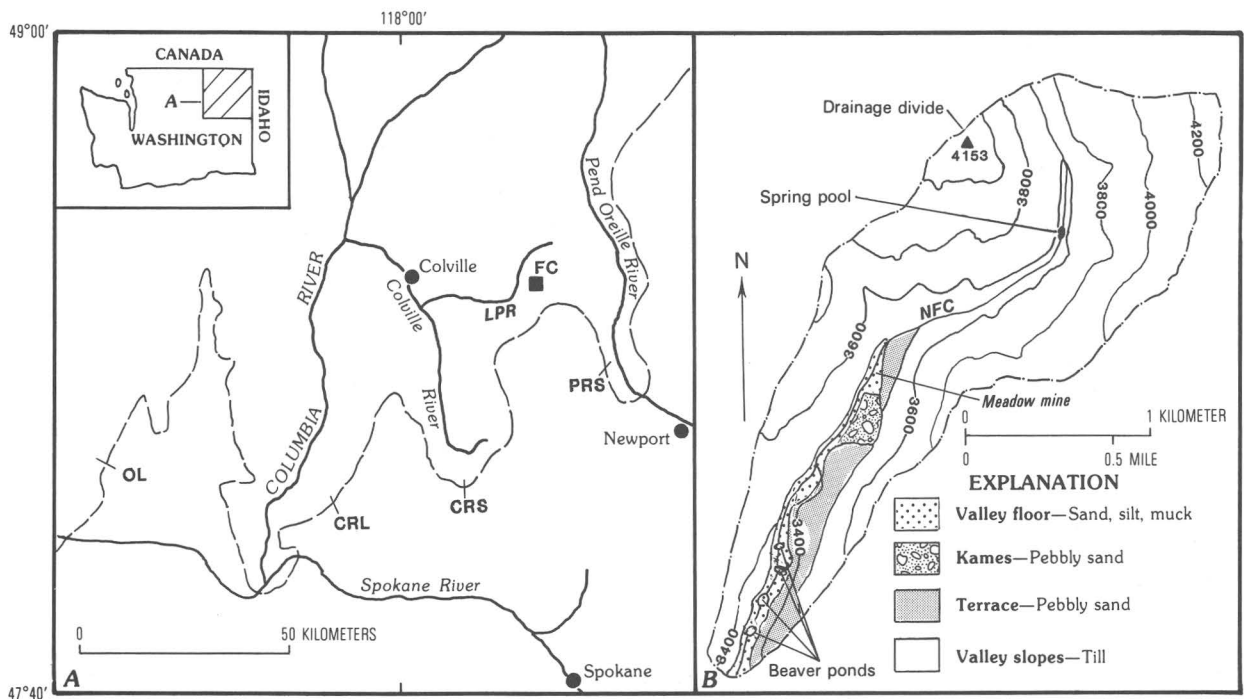 118°00'
49°00'
CANADA
A
WASHINGTON
IDAHO
COLUMBIA RIVER
Colville
Colville River
LPR
FC
Pend Oreille River
PRS
Newport
OL
CRL
CRS
Spokane River
0 50 KILOMETERS
Spokane
A
47°40'
Drainage divide
4153
3800
4200
Spring pool
3800
4000
N
NFC
3600
3600
Meadow mine
0 1 KILOMETER
0 0.5 MILE
3400
3400
Beaver ponds
EXPLANATION
Valley floor—Sand, silt, muck
Kames—Pebbly sand
Terrace—Pebbly sand
Valley slopes—Till
B